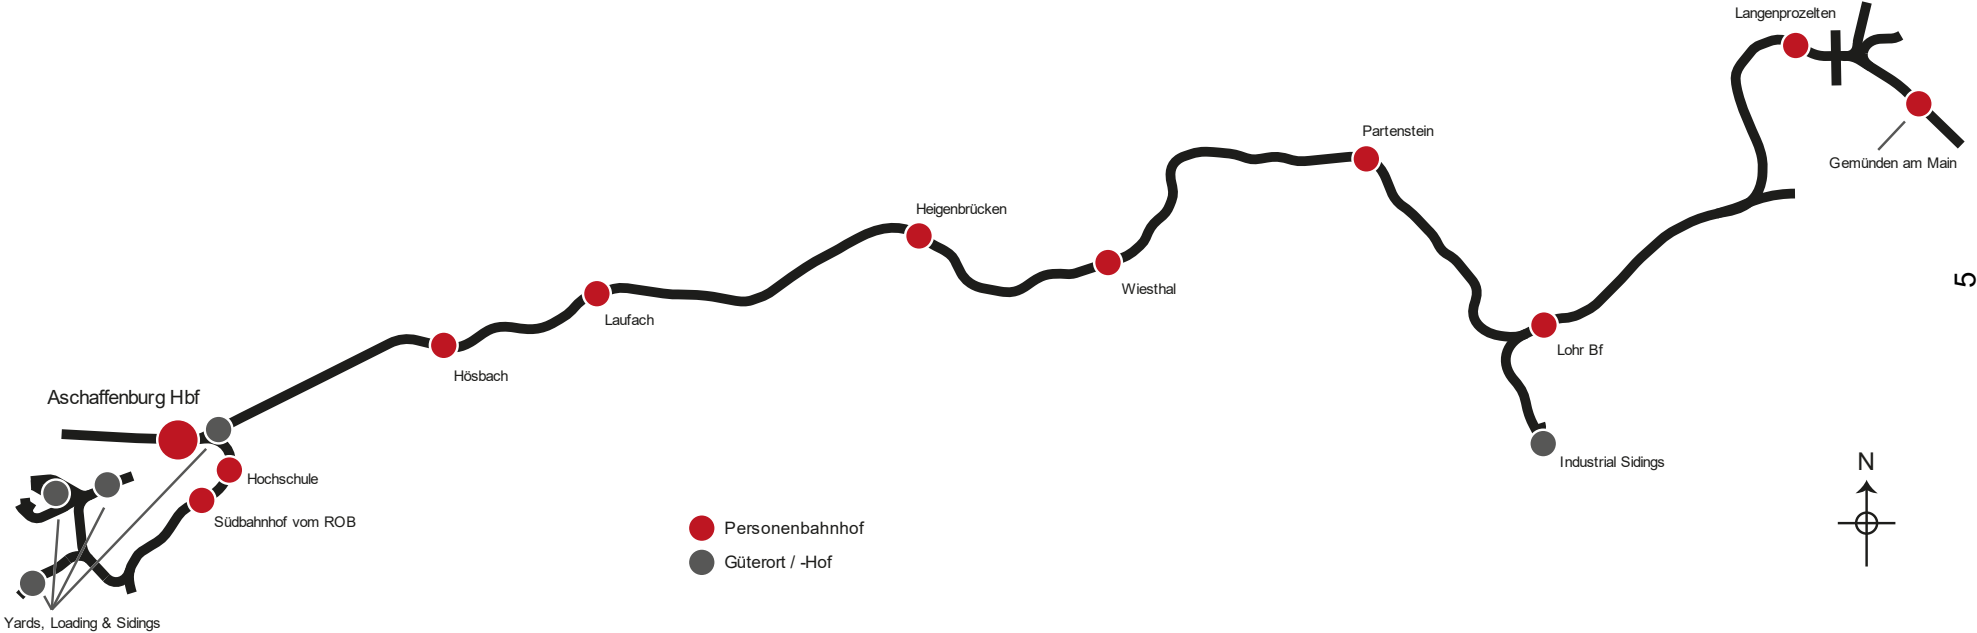 Langenprozelten
Partenstein
Gemünden am Main
Heigenbrücken
5
Wiesthal
Laufach
Lohr Bf
Hösbach
Aschaffenburg Hbf
Industrial Sidings
N
Hochschule
Südbahnhof vom ROB
Personenbahnhof
Güterort / -Hof
Yards, Loading & Sidings